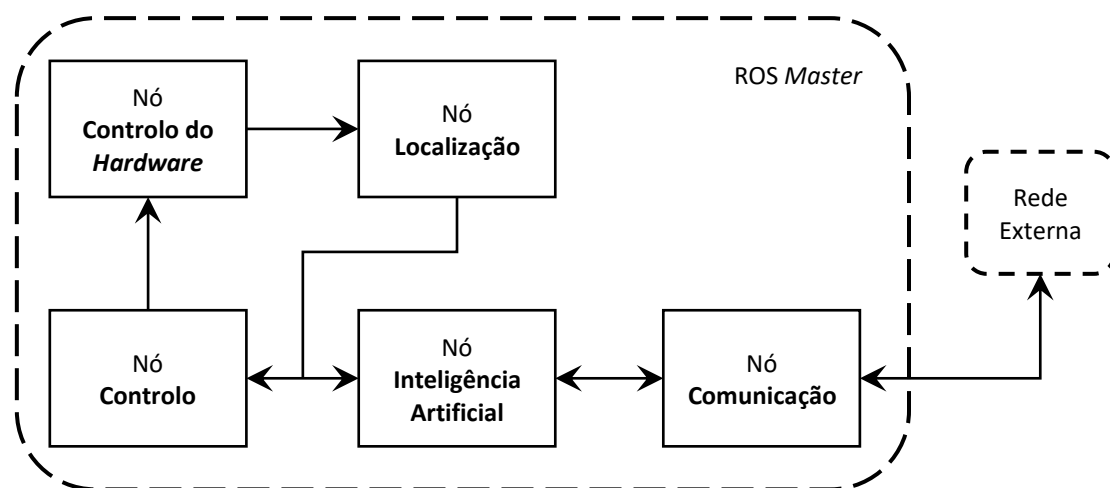 ROS Master
Nó
Controlo do
Hardware
Nó
Localização
Rede
Externa
Nó
Controlo
Nó
Inteligência
Artificial
Nó
Comunicação